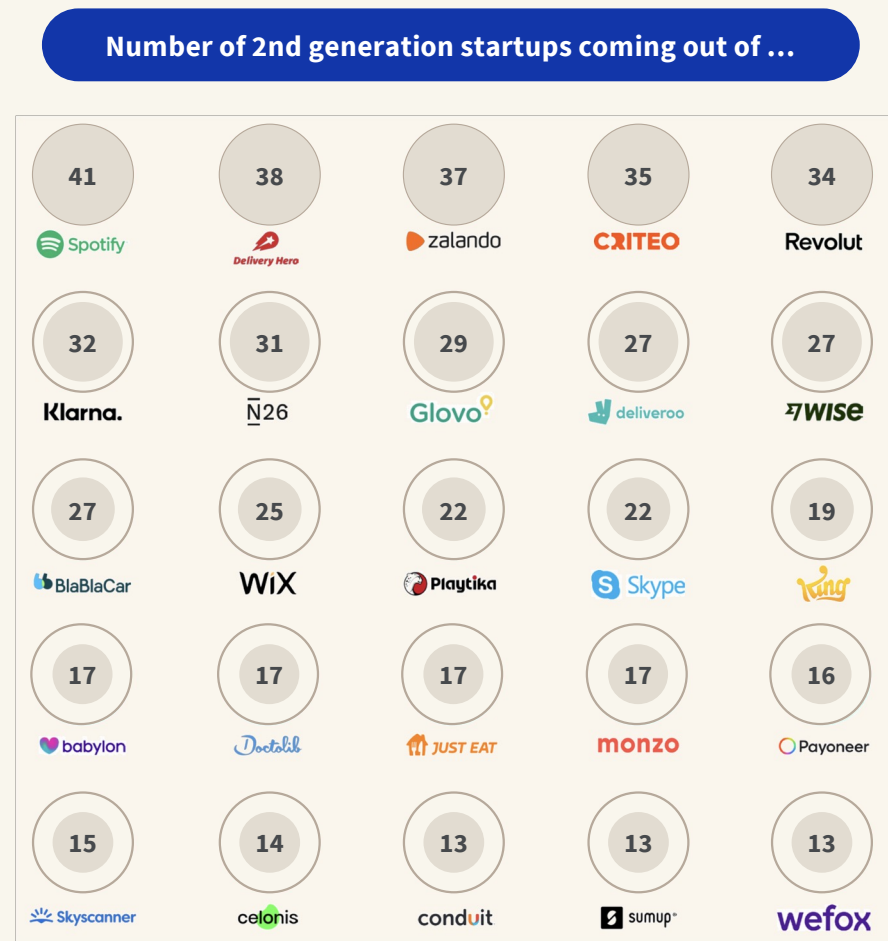 Number of 2nd generation startups coming out of ...
41 38 37 35 34
Spotify Delivery Hero zalando CRITEO Revolut
32 31 29 27 27
Klarna. N26 Glovo deliveroo WISE
27 25 22 22 19
BlaBlaCar WiX Playtika Skype King
17 17 17 17 16
babylon Doctolib JUST EAT monzo Payoneer
15 14 13 13 13
Skyscanner celonis conduit sumup wefox